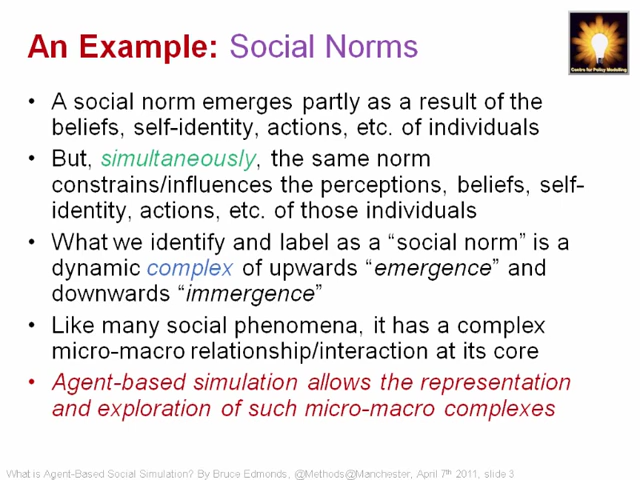 An Example: Social Norms
Centre for Policy Modelling
• A social norm emerges partly as a result of the
beliefs, self-identity, actions, etc. of individuals
• But, simultaneously, the same norm
constrains/influences the perceptions, beliefs, self-
identity, actions, etc. of those individuals
• What we identify and label as a “social norm” is a
dynamic complex of upwards “emergence” and
downwards “immergence”
• Like many social phenomena, it has a complex
micro-macro relationship/interaction at its core
• Agent-based simulation allows the representation
and exploration of such micro-macro complexes
What is Agent-Based Social Simulation? By Bruce Edmonds, @Methods@Manchester, April 7th 2011, slide 3